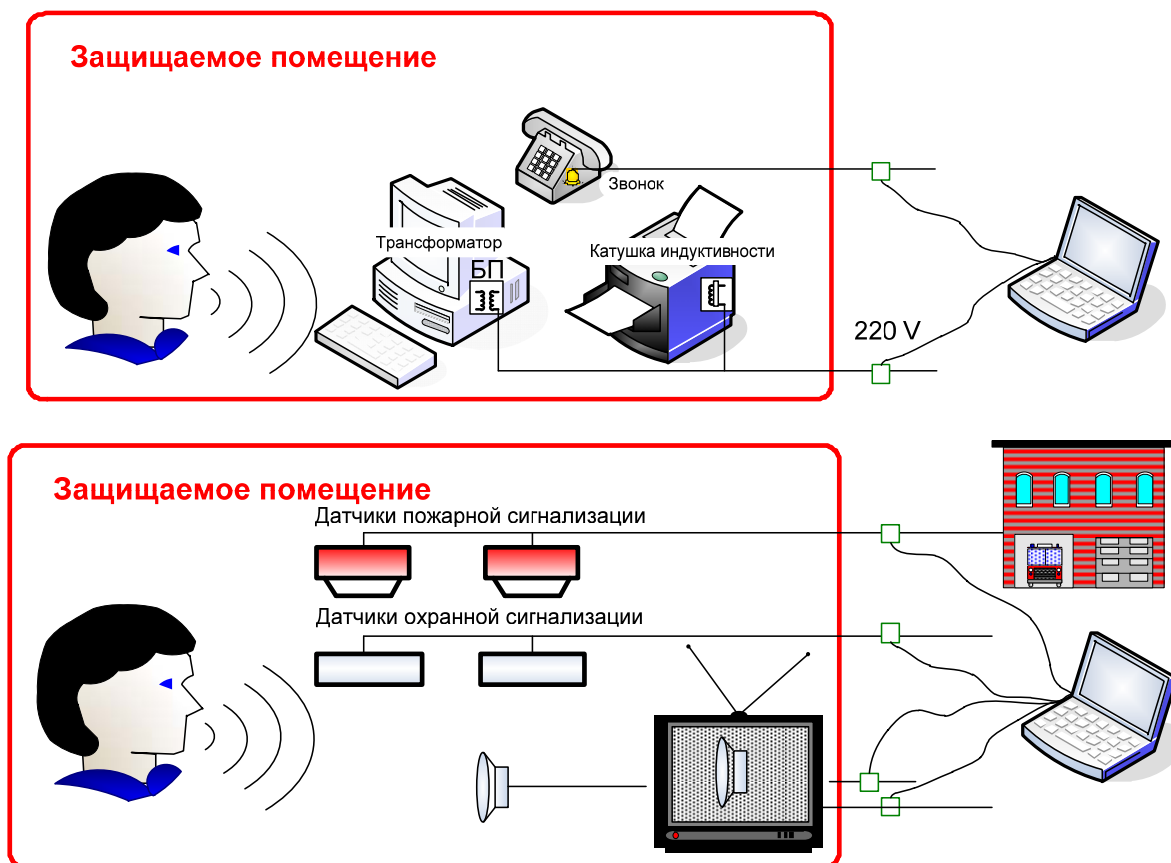 Защищаемое помещение
Звонок
Трансформатор
Катушка индуктивности
БП
220 V
Защищаемое помещение
Датчики пожарной сигнализации
Датчики охранной сигнализации